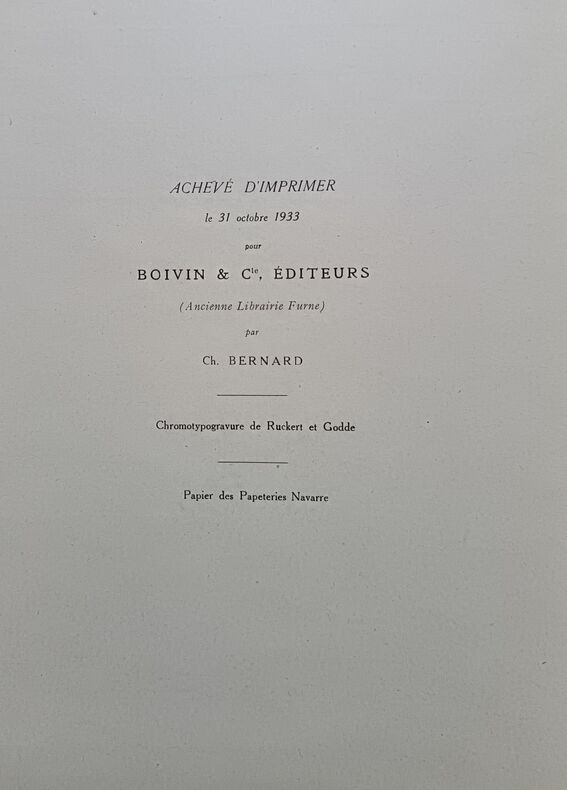 ACHEVÉ D'IMPRIMER
le 31 octobre 1933
pour
BOIVIN & Cie, ÉDITEURS
(Ancienne Librairie Furne)
par
Ch. BERNARD
Chromotypogravure de Ruckert et Godde
Papier des Papeteries Navarre